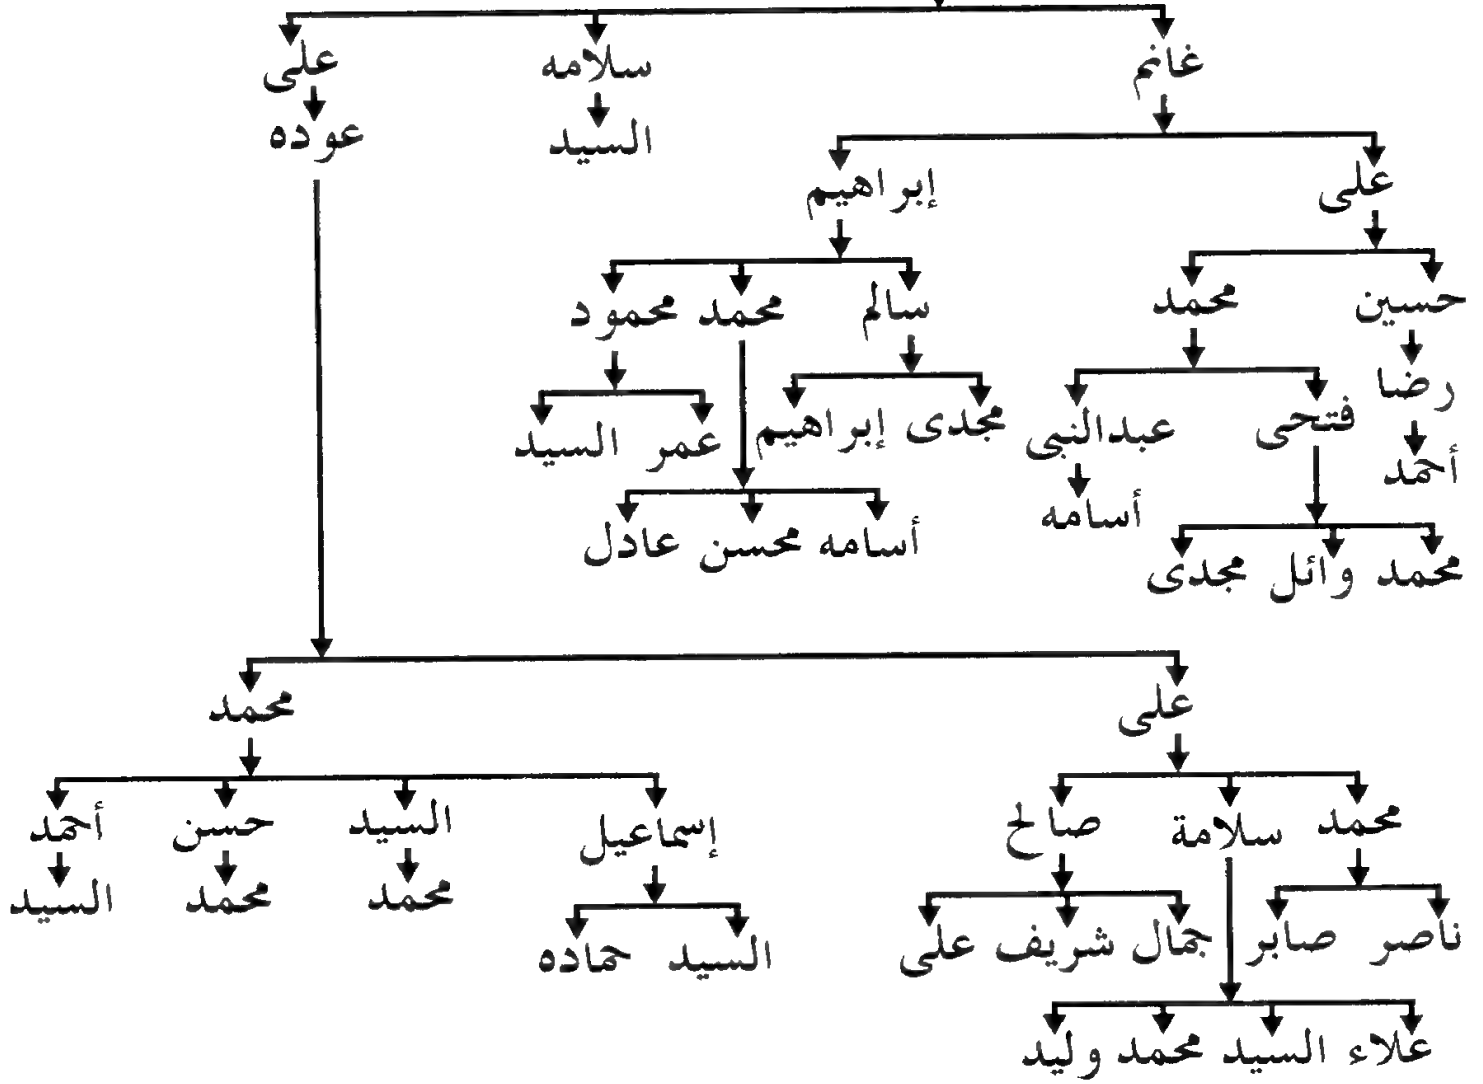 غانم سلامه على
السيد عوده
على إبراهيم
حسين محمد سالم محمد محمود
رضا
فتحى عبدالنبى مجدى إبراهيم عمر السيد
أحمد
أسامه
أسامه محسن عادل
محمد وائل مجدى
على محمد
محمد سلامة صالح إسماعيل السيد حسن أحمد
محمد محمد السيد
ناصر صابر جمال شريف على السيد حماده
علاء السيد محمد وليد